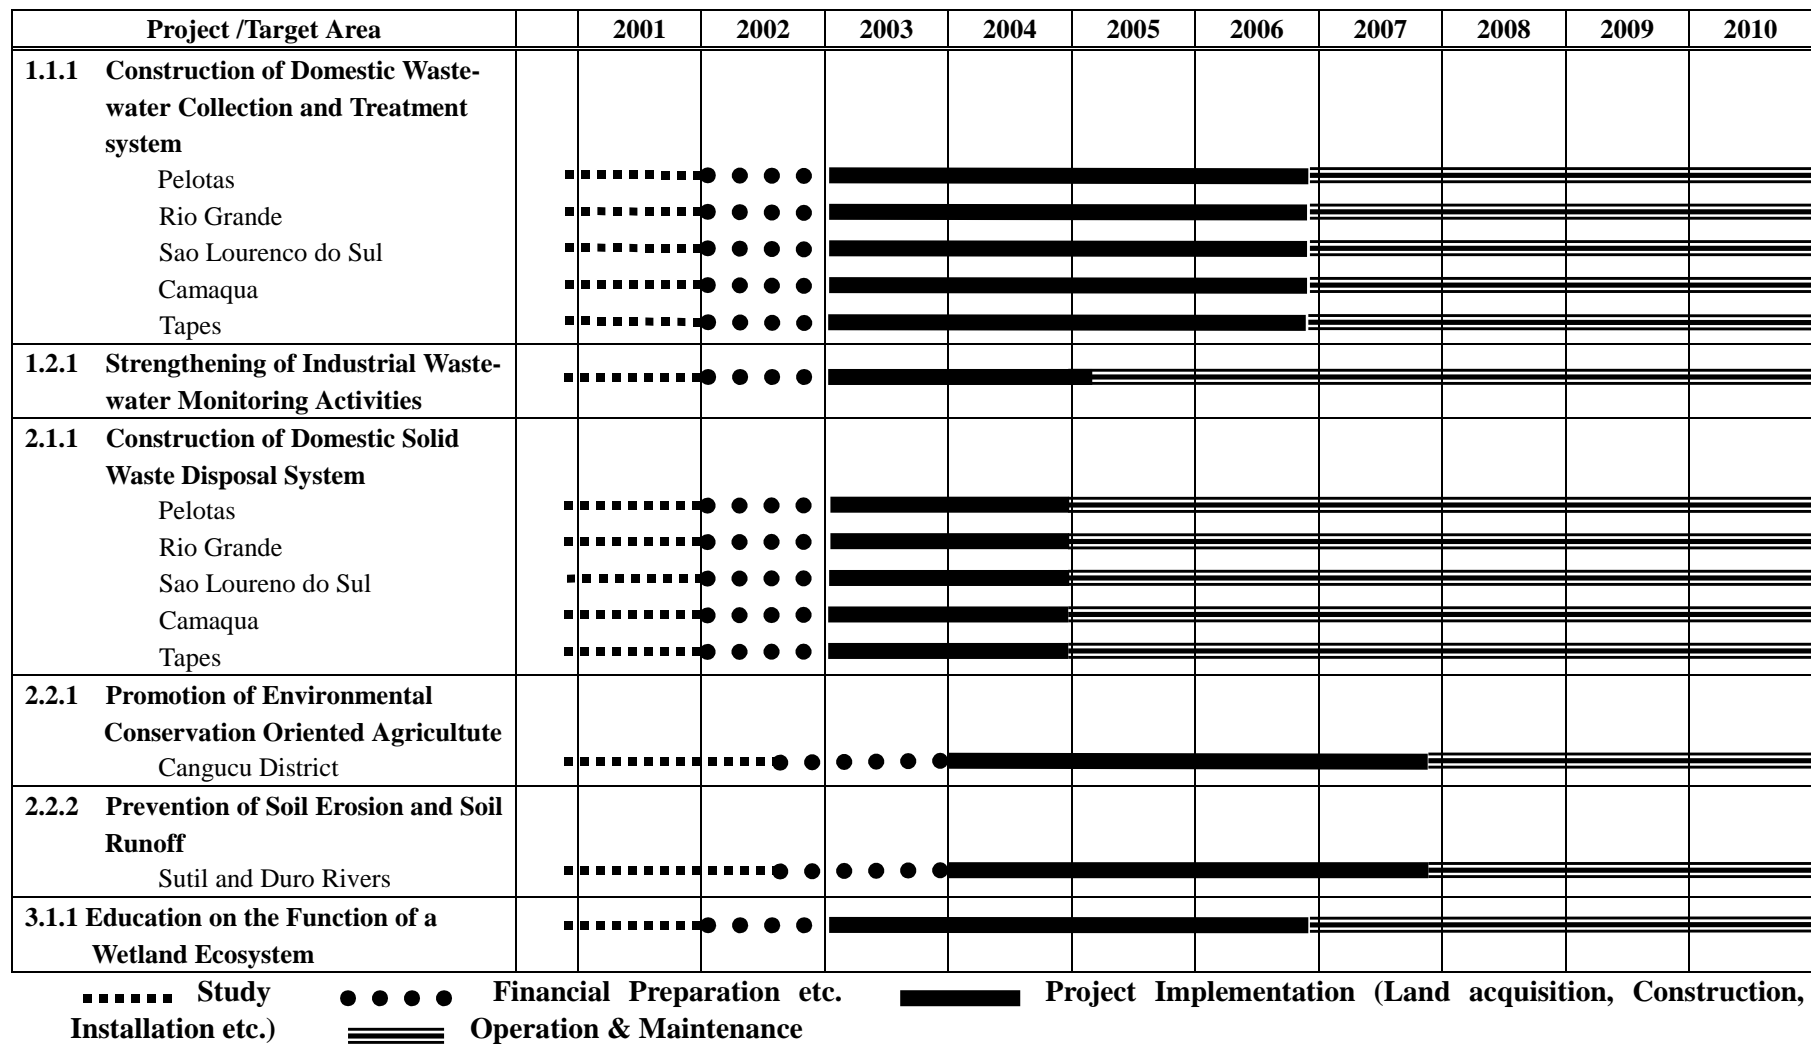 Project /Target Area 2001 2002 2003 2004 2005 2006 2007 2008 2009 2010
1.1.1 Construction of Domestic Waste-
water Collection and Treatment
system
Pelotas
Rio Grande
Sao Lourenco do Sul
Camaqua
Tapes
1.2.1 Strengthening of Industrial Waste-
water Monitoring Activities
2.1.1 Construction of Domestic Solid
Waste Disposal System
Pelotas
Rio Grande
Sao Loureno do Sul
Camaqua
Tapes
2.2.1 Promotion of Environmental
Conservation Oriented Agricultute
Cangucu District
2.2.2 Prevention of Soil Erosion and Soil
Runoff
Sutil and Duro Rivers
3.1.1 Education on the Function of a
Wetland Ecosystem
Study Financial Preparation etc. Project Implementation (Land acquisition, Construction,
Installation etc.) Operation & Maintenance